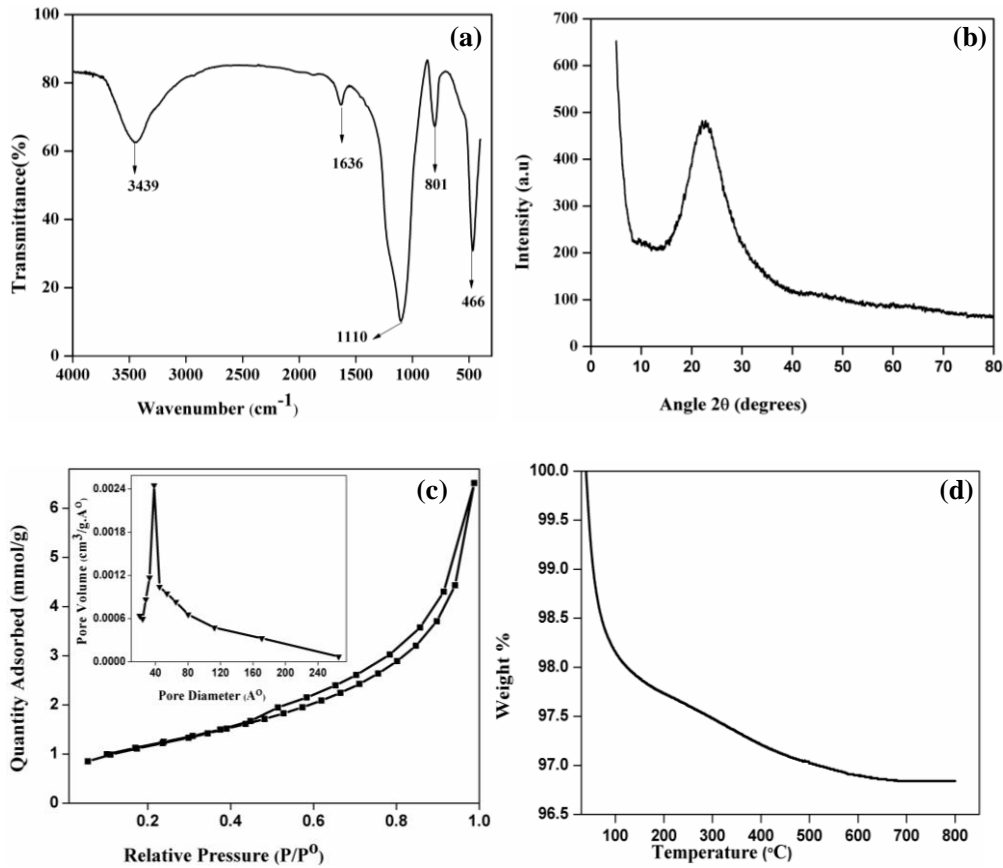 (a)
100
80
60
40
20
0
Transmittance(%)
3439
1636
1110
801
466
4000 3500 3000 2500 2000 1500 1000 500
Wavenumber (cm-1)
(b)
700
600
500
400
300
200
100
0
Intensity (a.u)
0 10 20 30 40 50 60 70 80
Angle 2θ (degrees)
(c)
6
5
4
3
2
1
0
Quantity Adsorbed (mmol/g)
0.0024
0.0018
0.0012
0.0006
0.0000
Pore Volume (cm3/g.Ao)
40 80 120 160 200 240
Pore Diameter (Ao)
0.2 0.4 0.6 0.8 1.0
Relative Pressure (P/Po)
(d)
100.0
99.5
99.0
98.5
98.0
97.5
97.0
96.5
Weight %
100 200 300 400 500 600 700 800
Temperature (oC)